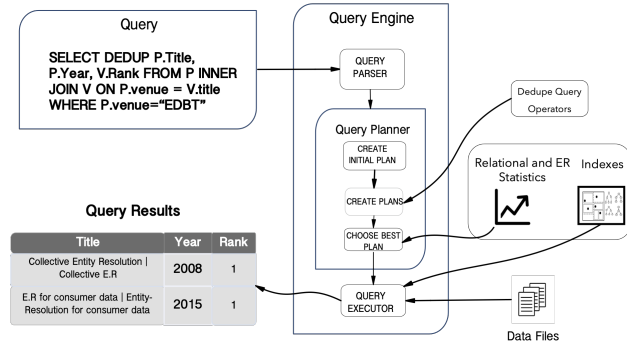 Query
SELECT DEDUP P.Title,
P.Year, V.Rank FROM P INNER
JOIN V ON P.venue = V.title
WHERE P.venue=“EDBT”
Query Engine
QUERY
PARSER
Query Planner
CREATE
INITIAL PLAN
CREATE PLANS
CHOOSE BEST
PLAN
QUERY
EXECUTOR
Dedupe Query
Operators
Relational and ER
Statistics
Indexes
Data Files
Query Results
Title Year Rank
Collective Entity Resolution |
Collective E.R
2008 1
E.R for consumer data | Entity-
Resolution for consumer data
2015 1